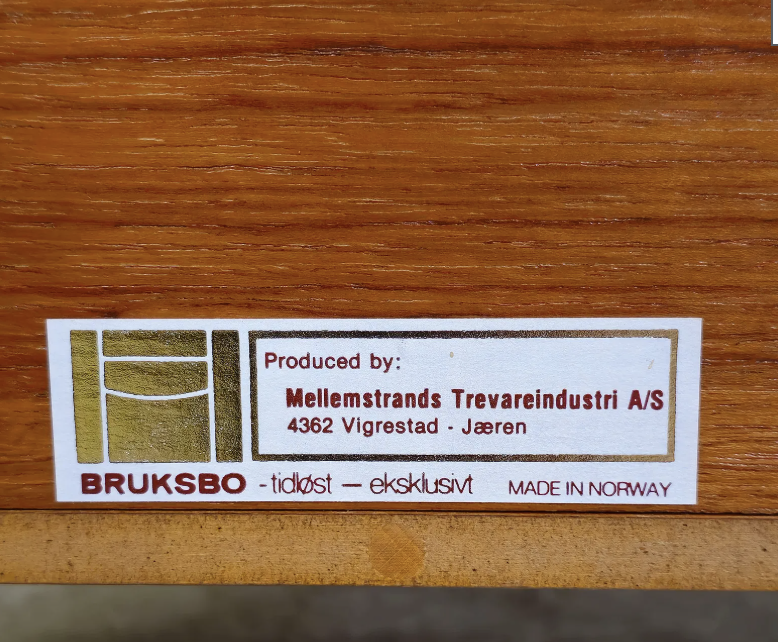 Produced by:
Mellemstrands Trevareindustri A/S
4362 Vigrestad - Jæren
BRUKSBO - tidløst — eksklusivt MADE IN NORWAY